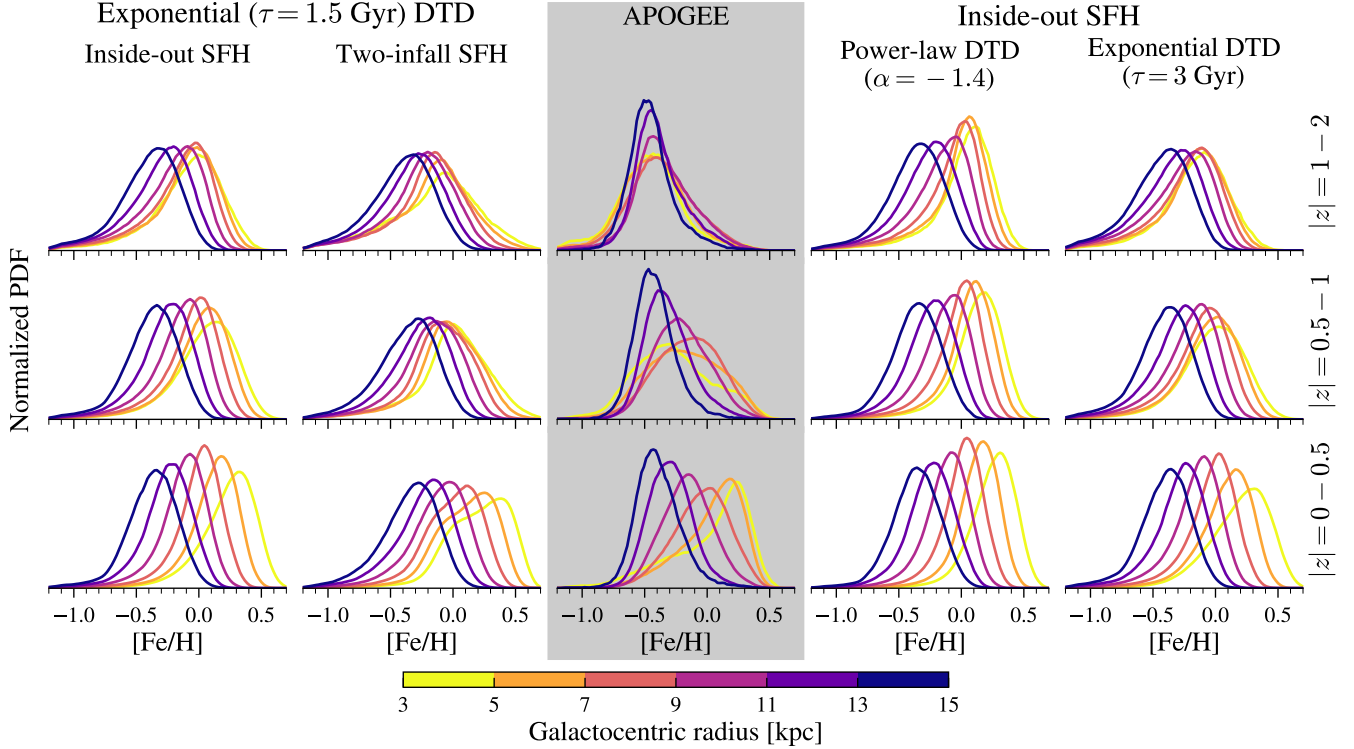 Exponential (τ = 1.5 Gyr) DTD
APOGEE
Inside-out SFH
Inside-out SFH
Two-infall SFH
Power-law DTD
(α = −1.4)
Exponential DTD
(τ = 3 Gyr)
|z| = 1 − 2
|z| = 0.5 − 1
|z| = 0 − 0.5
Normalized PDF
−1.0 −0.5 0.0 0.5
−1.0 −0.5 0.0 0.5
−1.0 −0.5 0.0 0.5
−1.0 −0.5 0.0 0.5
−1.0 −0.5 0.0 0.5
[Fe/H]
[Fe/H]
[Fe/H]
[Fe/H]
[Fe/H]
3 5 7 9 11 13 15
Galactocentric radius [kpc]